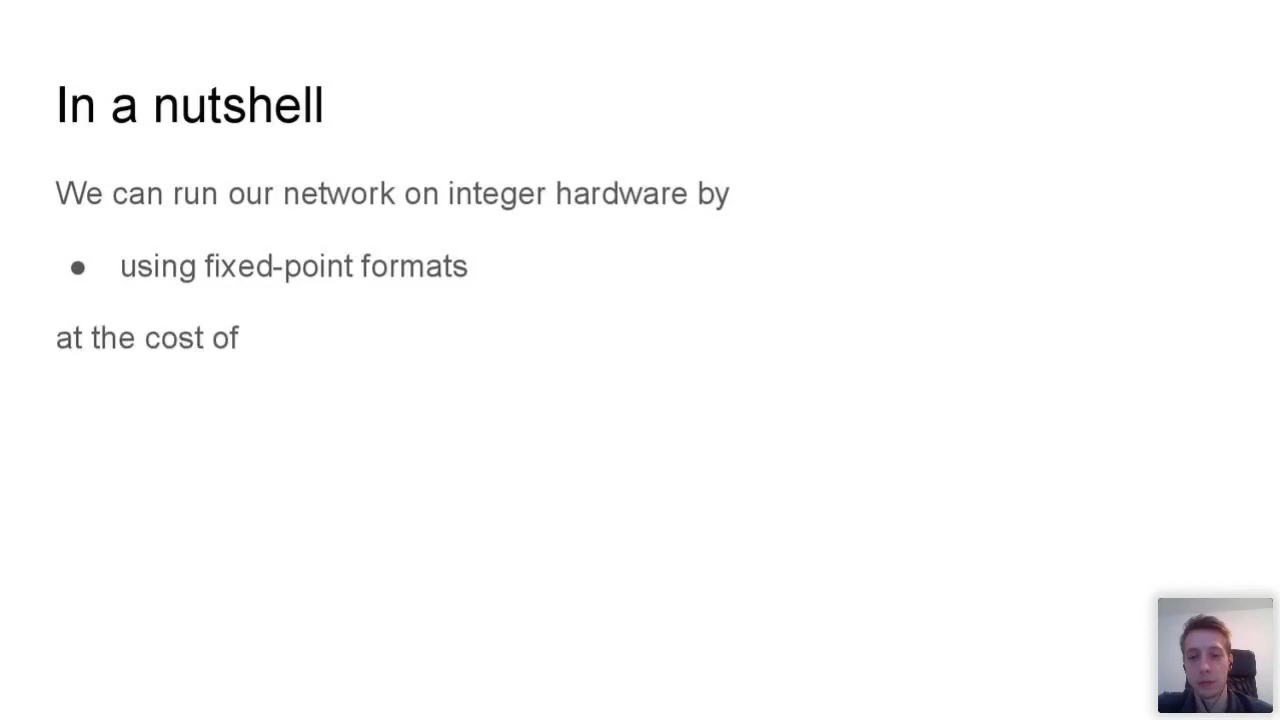 In a nutshell
We can run our network on integer hardware by
● using fixed-point formats
at the cost of